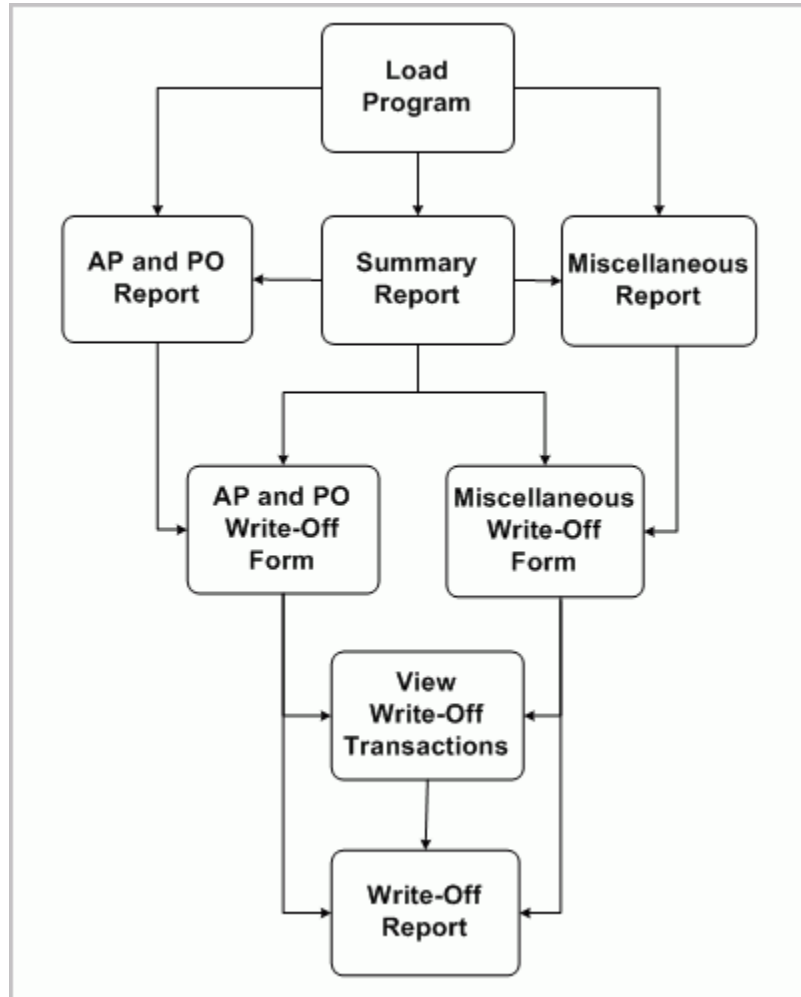 Load
Program
AP and PO
Report
Summary
Report
Miscellaneous
Report
AP and PO
Write-Off
Form
Miscellaneous
Write-Off
Form
View
Write-Off
Transactions
Write-Off
Report